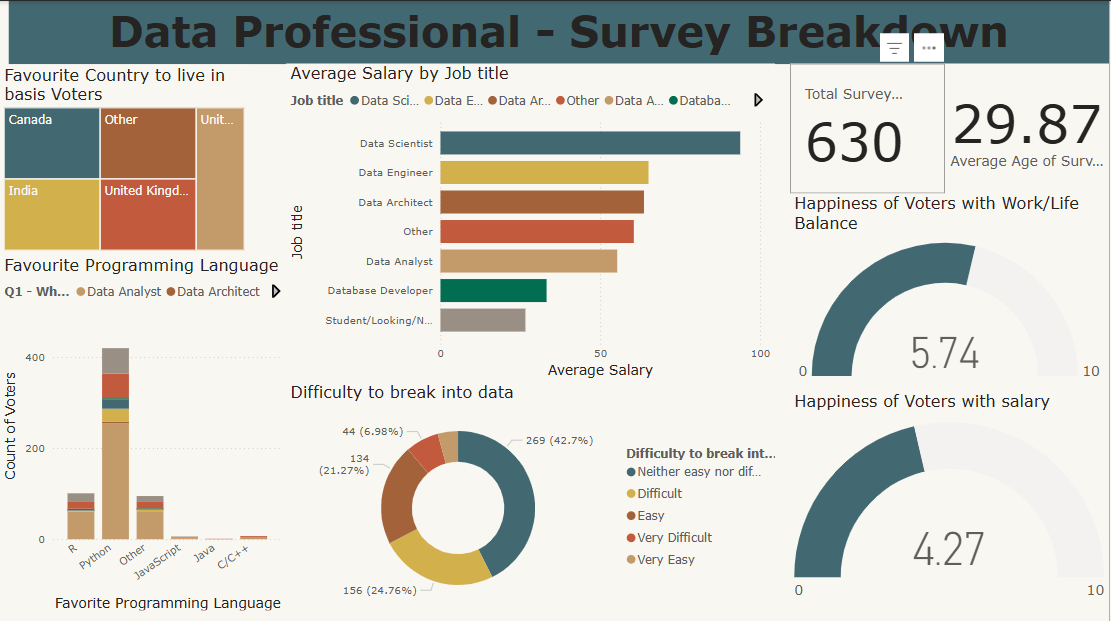 Data Professional - Survey Breakdown
Favourite Country to live in
basis Voters
Canada
Other
Unit...
India
United Kingd...
Favourite Programming Language
Q1 - Wh...
Data Analyst
Data Architect
Count of Voters
400
200
0
R
Python
Other
JavaScript
Java
C/C++
Favorite Programming Language
Average Salary by Job title
Job title
Data Sci...
Data E...
Data Ar...
Other
Data A...
Databa...
Job title
Data Scientist
Data Engineer
Data Architect
Other
Data Analyst
Database Developer
Student/Looking/N...
0
50
100
Average Salary
Difficulty to break into data
44 (6.98%)
269 (42.7%)
134
(21.27%)
156 (24.76%)
Difficulty to break int...
Neither easy nor dif...
Difficult
Easy
Very Difficult
Very Easy
Total Survey...
630
29.87
Average Age of Surv...
Happiness of Voters with Work/Life
Balance
5.74
0
10
Happiness of Voters with salary
4.27
0
10